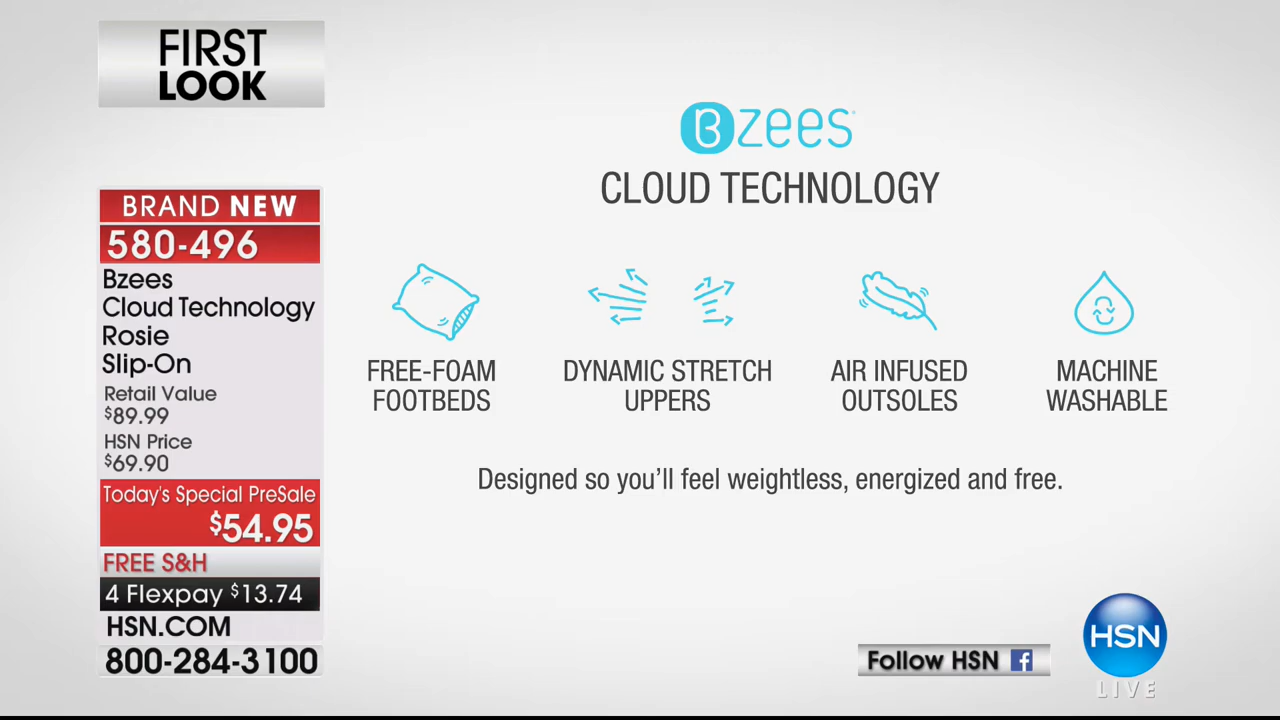 FIRST
LOOK
BRAND NEW
580-496
Bzees
Cloud Technology
Rosie
Slip-On
Retail Value
$89.99
HSN Price
$69.90
Today's Special PreSale
$54.95
FREE S&H
4 Flexpay $13.74
HSN.COM
800-284-3100
Bzees
CLOUD TECHNOLOGY
FREE-FOAM
FOOTBEDS
DYNAMIC STRETCH
UPPERS
AIR INFUSED
OUTSOLES
MACHINE
WASHABLE
Designed so you'll feel weightless, energized and free.
Follow HSN f
HSN
LIVE